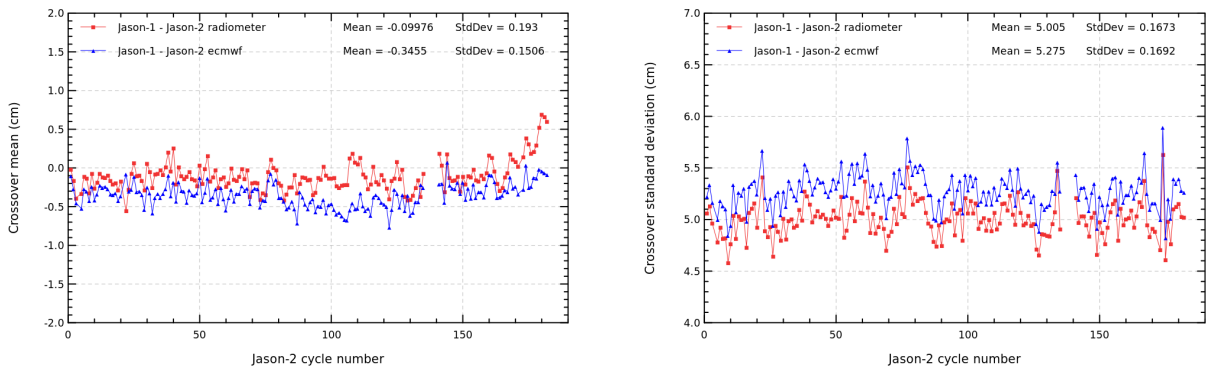 2.0
Jason-1 - Jason-2 radiometer Mean = -0.09976 StdDev = 0.193
1.5
Jason-1 - Jason-2 ecmwf Mean = -0.3455 StdDev = 0.1506
1.0
0.5
0.0
-0.5
-1.0
-1.5
-2.0
Crossover mean (cm)
0 50 100 150
Jason-2 cycle number
7.0
Jason-1 - Jason-2 radiometer Mean = 5.005 StdDev = 0.1673
Jason-1 - Jason-2 ecmwf Mean = 5.275 StdDev = 0.1692
6.5
6.0
5.5
5.0
4.5
4.0
Crossover standard deviation (cm)
0 50 100 150
Jason-2 cycle number